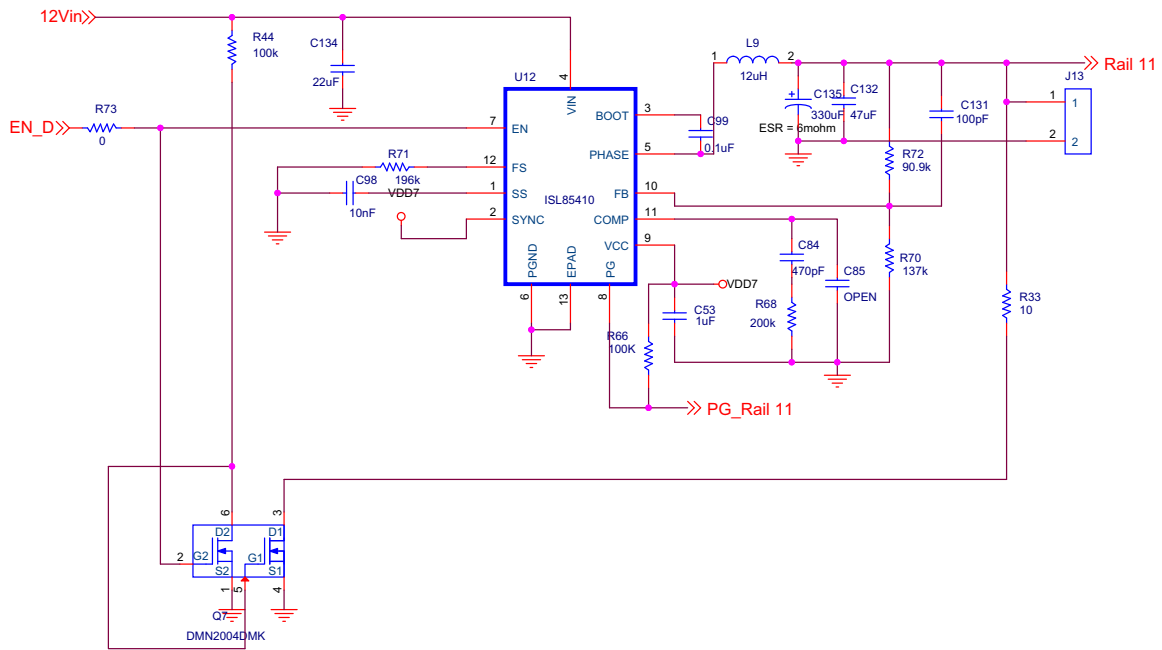 12Vin
R44
100k
C134
22uF
R73
EN_D
0
U12
4
VIN
7
EN
BOOT
3
C99
0.1uF
PHASE
5
12
FS
R71
196k
C98
10nF
VDD7
1
SS
2
SYNC
ISL85410
FB
10
COMP
11
VCC
9
PGND
EPAD
PG
6
13
8
1
L9
2
12uH
Rail 11
J13
1
1
2
2
C135
330uF
ESR = 6mohm
C132
47uF
C131
100pF
R72
90.9k
R70
137k
C84
470pF
C85
OPEN
R68
200k
VDD7
C53
1uF
R66
100K
PG_Rail 11
R33
10
6
3
D2
D1
2
G2
G1
S2
S1
1
5
4
Q7
DMN2004DMK